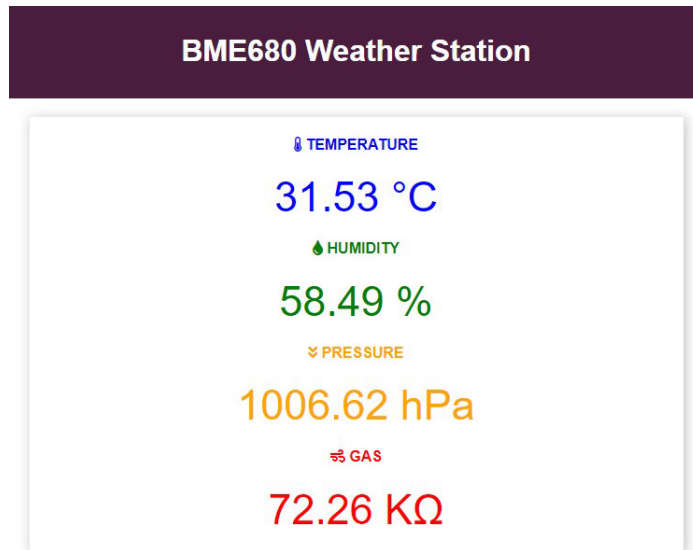 BME680 Weather Station
TEMPERATURE
31.53 °C
HUMIDITY
58.49 %
PRESSURE
1006.62 hPa
GAS
72.26 KΩ